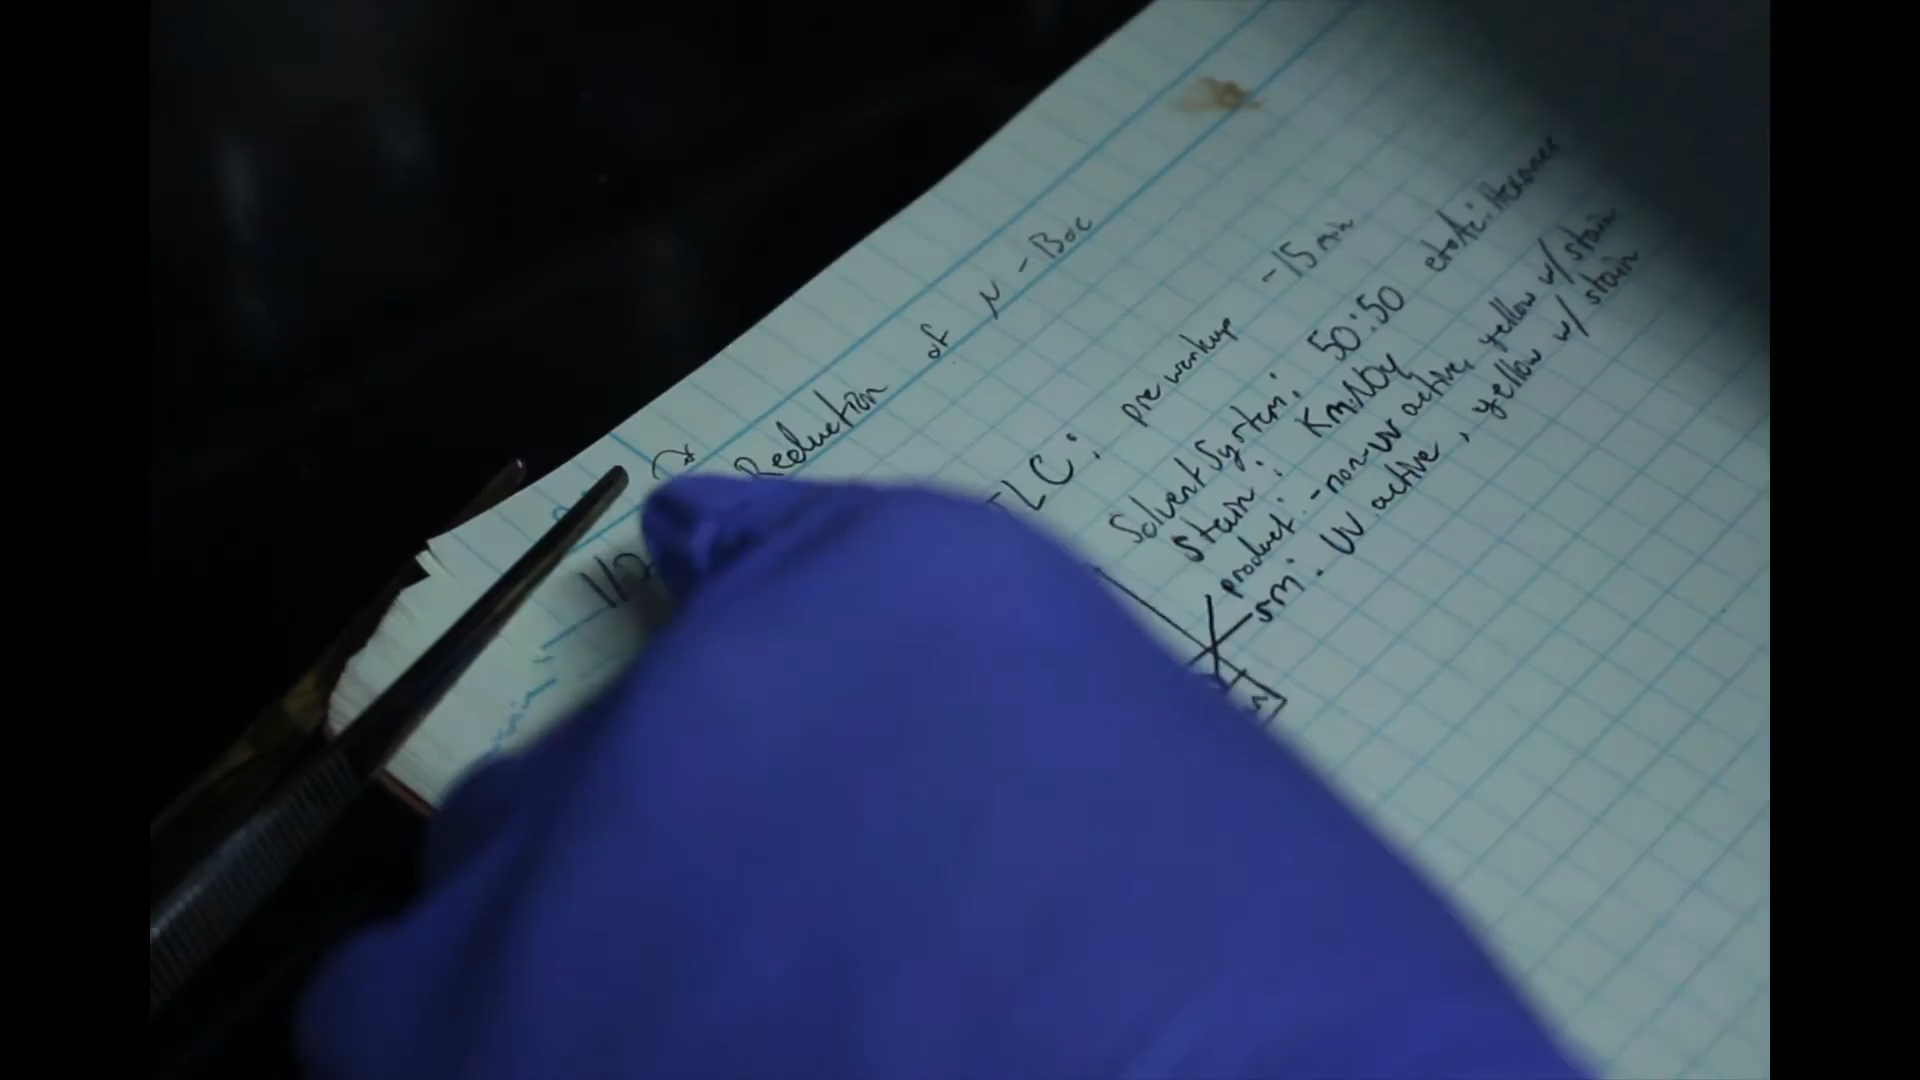 Reduction of N-Boc
TLC: pre workup -15 min
Solvent System: 50:50 etoAc:Hexanes
Stain: KmNO4
product: -non-UV active, yellow w/ stain
SM: UV active, yellow w/ stain